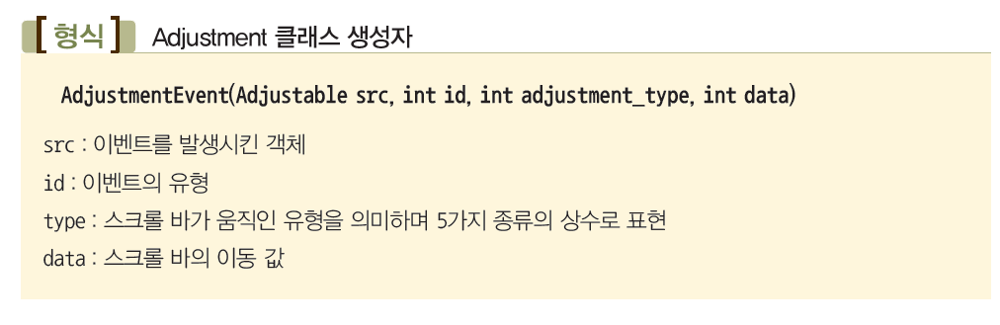 [형식] Adjustment 클래스 생성자
AdjustmentEvent(Adjustable src, int id, int adjustment_type, int data)
src : 이벤트를 발생시킨 객체
id : 이벤트의 유형
type : 스크롤 바가 움직인 유형을 의미하며 5가지 종류의 상수로 표현
data : 스크롤 바의 이동 값